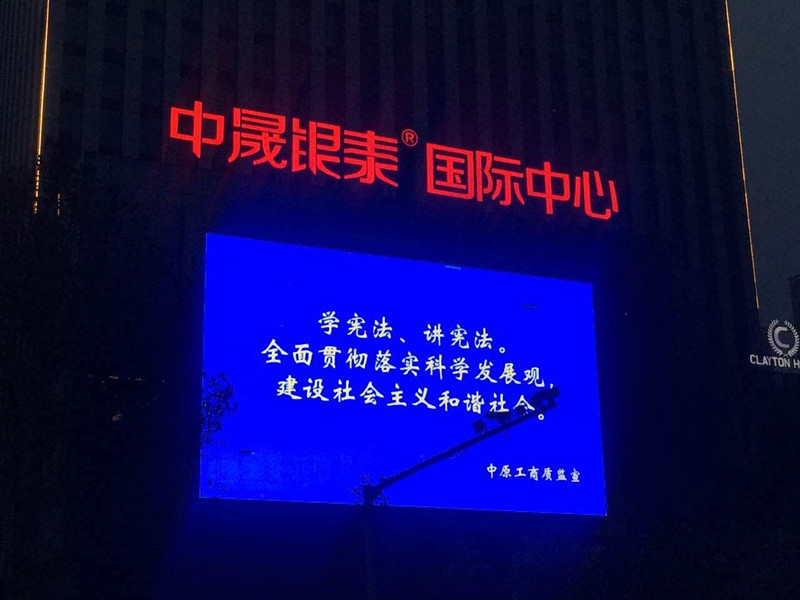 中晟银泰® 国际中心
学宪法、讲宪法。
全面贯彻落实科学发展观，
建设社会主义和谐社会。
中原工商质监宣
C
CLAYTON H